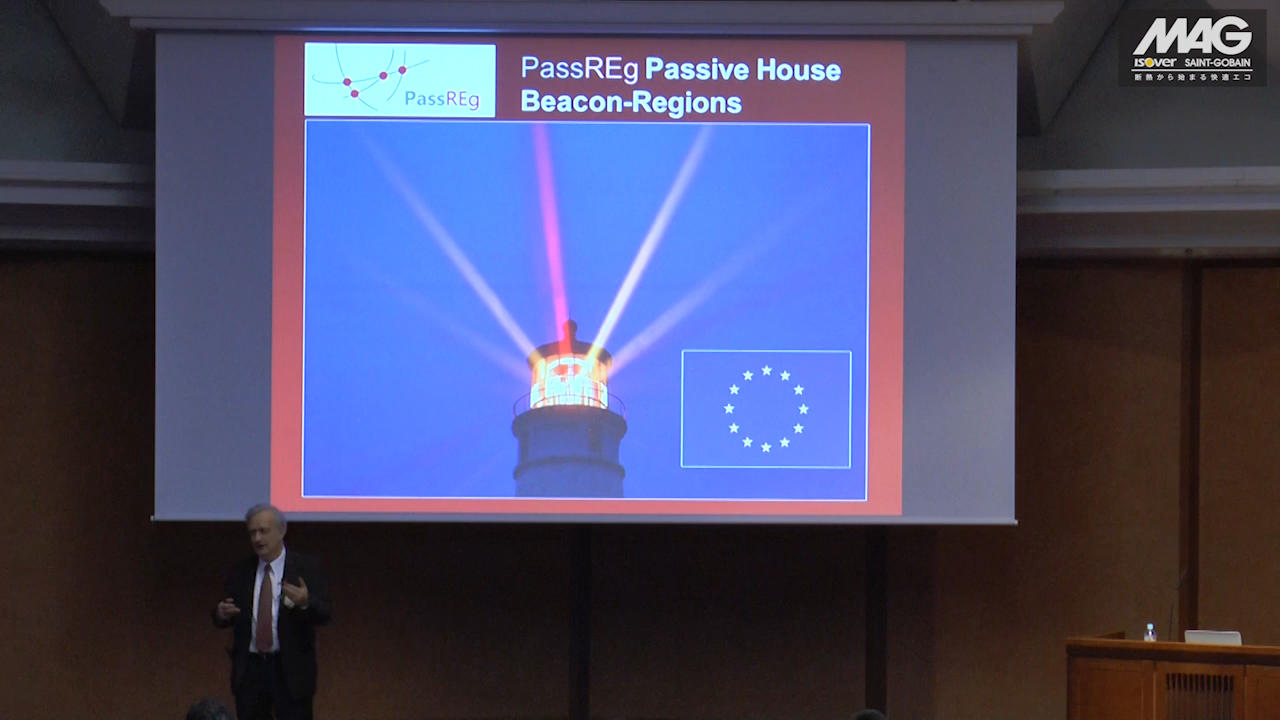 PassREg
PassREg Passive House
Beacon-Regions
MAG
ISOVER SAINT-GOBAIN
断熱から始まる快適エコ